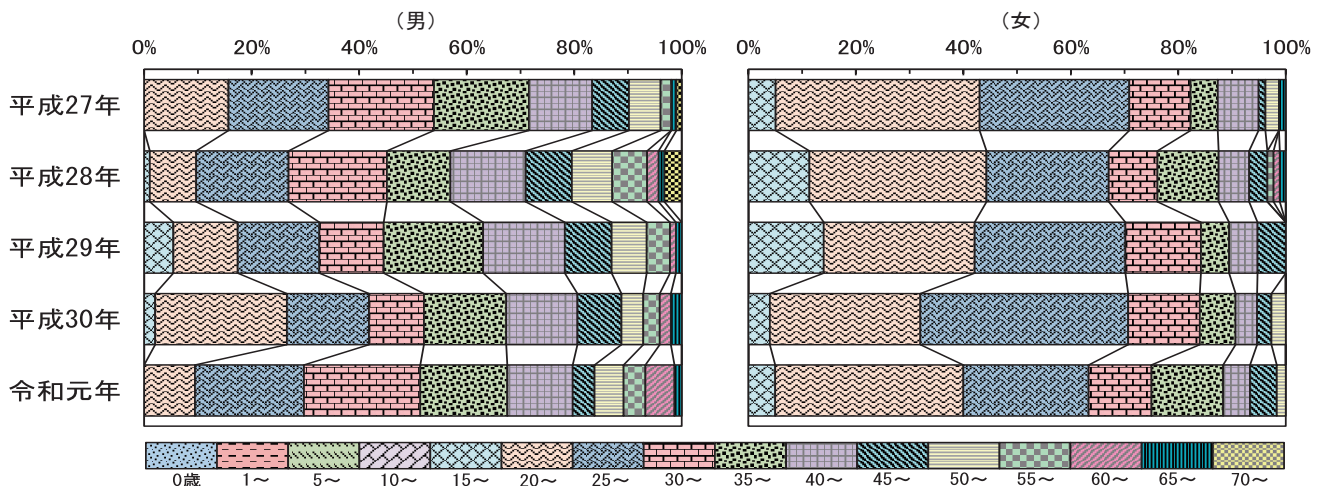 （男）
（女）
0% 20% 40% 60% 80% 100%
0% 20% 40% 60% 80% 100%
平成27年
平成28年
平成29年
平成30年
令和元年
0歳 1〜 5〜 10〜 15〜 20〜 25〜 30〜 35〜 40〜 45〜 50〜 55〜 60〜 65〜 70〜